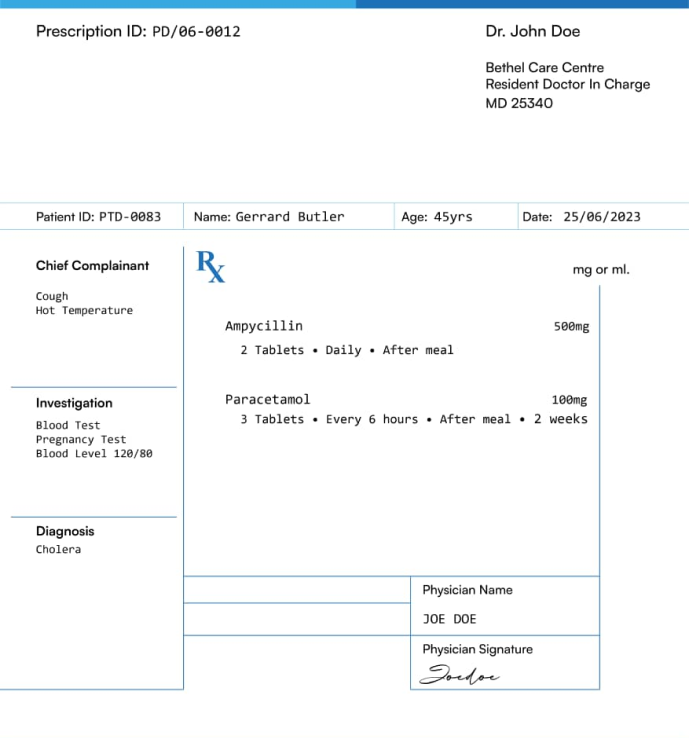 Prescription ID: PD/06-0012
Dr. John Doe
Bethel Care Centre
Resident Doctor In Charge
MD 25340
Patient ID: PTD-0083 Name: Gerrard Butler Age: 45yrs Date: 25/06/2023
Chief Complainant
Cough
Hot Temperature
Investigation
Blood Test
Pregnancy Test
Blood Level 120/80
Diagnosis
Cholera
Rx
mg or ml.
Ampycillin 500mg
2 Tablets • Daily • After meal
Paracetamol 100mg
3 Tablets • Every 6 hours • After meal • 2 weeks
Physician Name
JOE DOE
Physician Signature
Joedoe